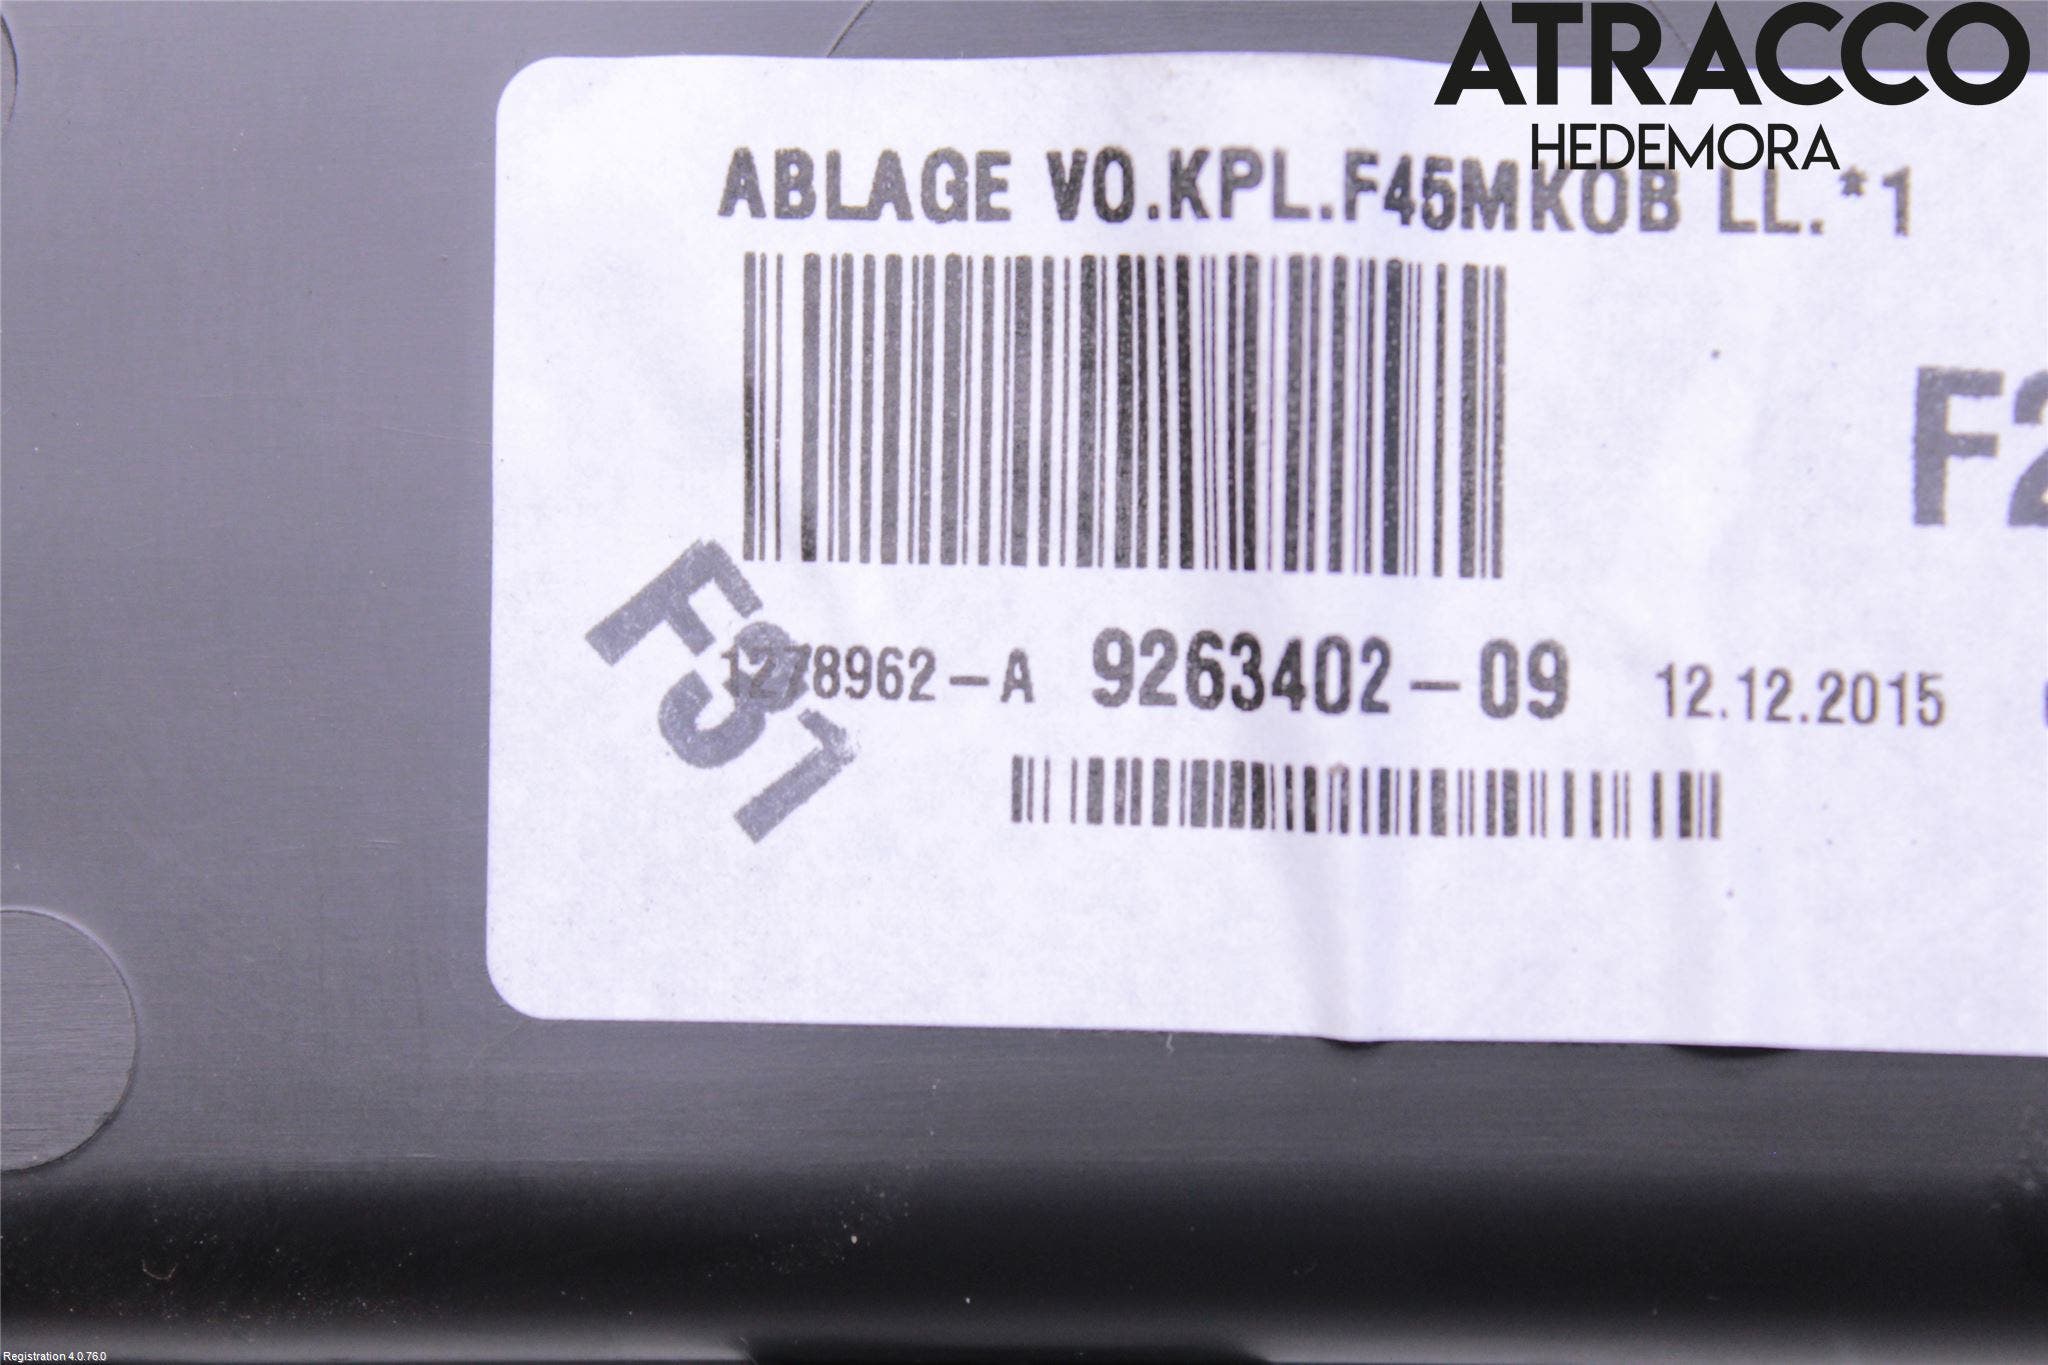 ATRACCO
HEDEMORA
ABLAGE VO.KPL.F45MKOB LL.*1
F2
F31
1278962-A 9263402-09 12.12.2015
Registration 4.0.76.0